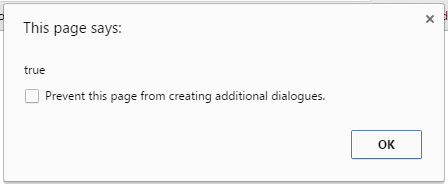 This page says:
true
Prevent this page from creating additional dialogues.
OK